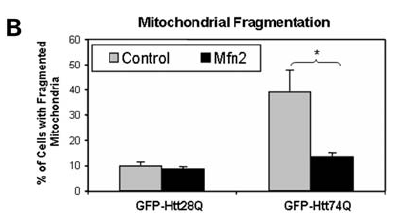 B
Mitochondrial Fragmentation
% of Cells with Fragmented
Mitochondria
60
50
40
30
20
10
0
Control Mfn2
*
GFP-Htt28Q GFP-Htt74Q